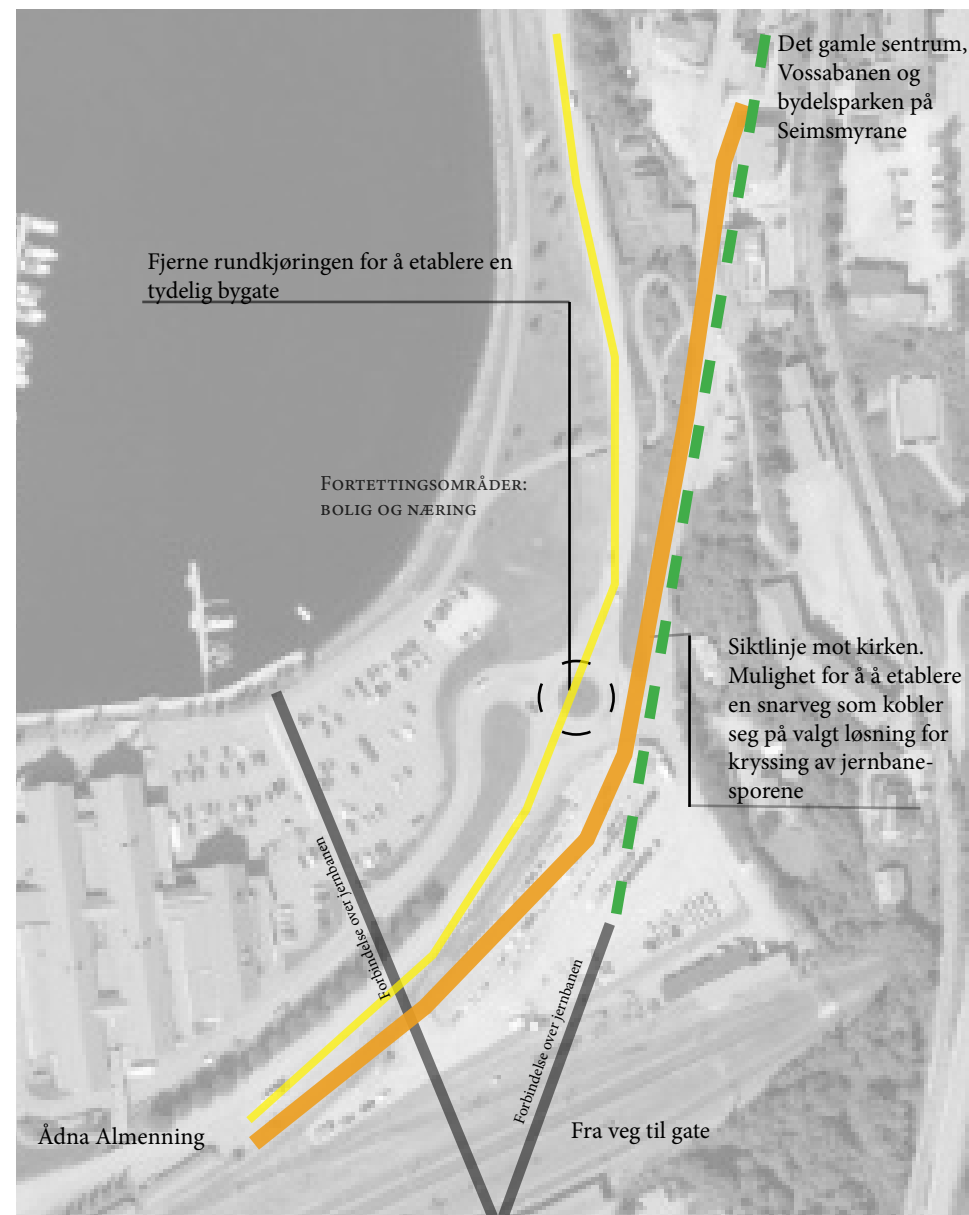 Det gamle sentrum,
Vossabanen og
bydelsparken på
Seimsmyrane
Fjerne rundkjøringen for å etablere en
tydelig bygate
Fortettingsområder:
bolig og næring
Siktlinje mot kirken.
Mulighet for å å etablere
en snarveg som kobler
seg på valgt løsning for
kryssing av jernbane-
sporene
Forbindelse over jernbanen
Forbindelse over jernbanen
Ådna Almenning
Fra veg til gate